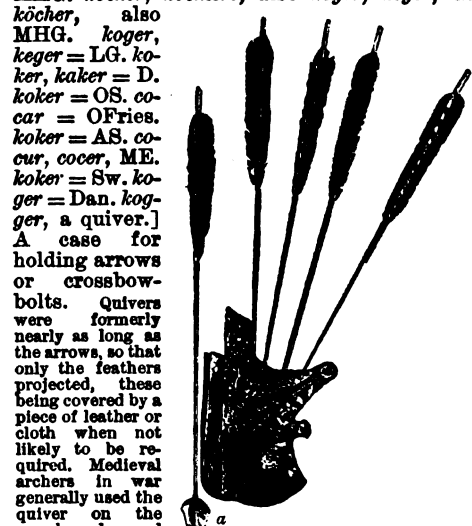 köcher, also
MHG. koger,
keger = LG. ko-
ker, kaker = D.
koker = OS. co-
car = OFries.
koker = AS. co-
cur, cocer, ME.
koker = Sw. ko-
ger = Dan. kog-
ger, a quiver.]
A case for
holding arrows
or crossbow-
bolts. Quivers
were formerly
nearly as long as
the arrows, so that
only the feathers
projected, these
being covered by a
piece of leather or
cloth when not
likely to be re-
quired. Medieval
archers in war
generally used the
quiver on the
a